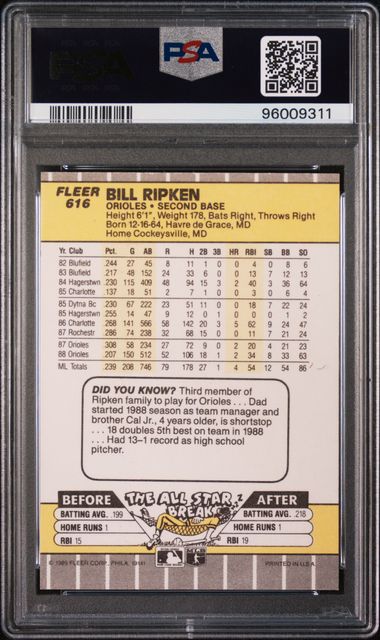 PSA
PSA
96009311
FLEER 616
BILL RIPKEN
ORIOLES • SECOND BASE
Height 6'1", Weight 178, Bats Right, Throws Right
Born 12-16-64, Havre de Grace, MD
Home Cockeysville, MD
Yr. Club Pct. G AB R H 2B 3B HR RBI SB BB SO
82 Blufield .244 27 45 8 11 1 0 0 4 0 8 6
83 Blufield .217 48 152 24 33 6 0 0 13 7 12 13
84 Hagerstwn .230 115 409 48 94 15 3 2 40 3 36 64
85 Charlotte .137 18 51 2 7 1 0 0 3 0 6 4
85 Dytna Bc .230 67 222 23 51 11 0 0 18 7 22 24
85 Hagerstwn .255 14 47 9 12 0 1 0 0 0 6 3
86 Charlotte .268 141 566 58 142 20 3 5 62 9 24 47
87 Rochestr .286 74 238 32 68 15 0 0 11 7 21 24
87 Orioles .308 58 234 27 72 9 0 2 20 4 21 23
88 Orioles .207 150 512 52 106 18 1 2 34 8 33 63
ML Totals .239 208 746 79 178 27 1 4 54 12 54 86
DID YOU KNOW? Third member of
Ripken family to play for Orioles . . . Dad
started 1988 season as team manager and
brother Cal Jr., 4 years older, is shortstop
. . . 18 doubles 5th best on team in 1988
. . . Had 13–1 record as high school
pitcher.
BEFORE THE ALL STAR BREAK AFTER
BATTING AVG. .199
BATTING AVG. .218
HOME RUNS 1
HOME RUNS 1
RBI 15
RBI 19
© 1989 FLEER CORP., PHILA. 19141
PRINTED IN U.S.A.